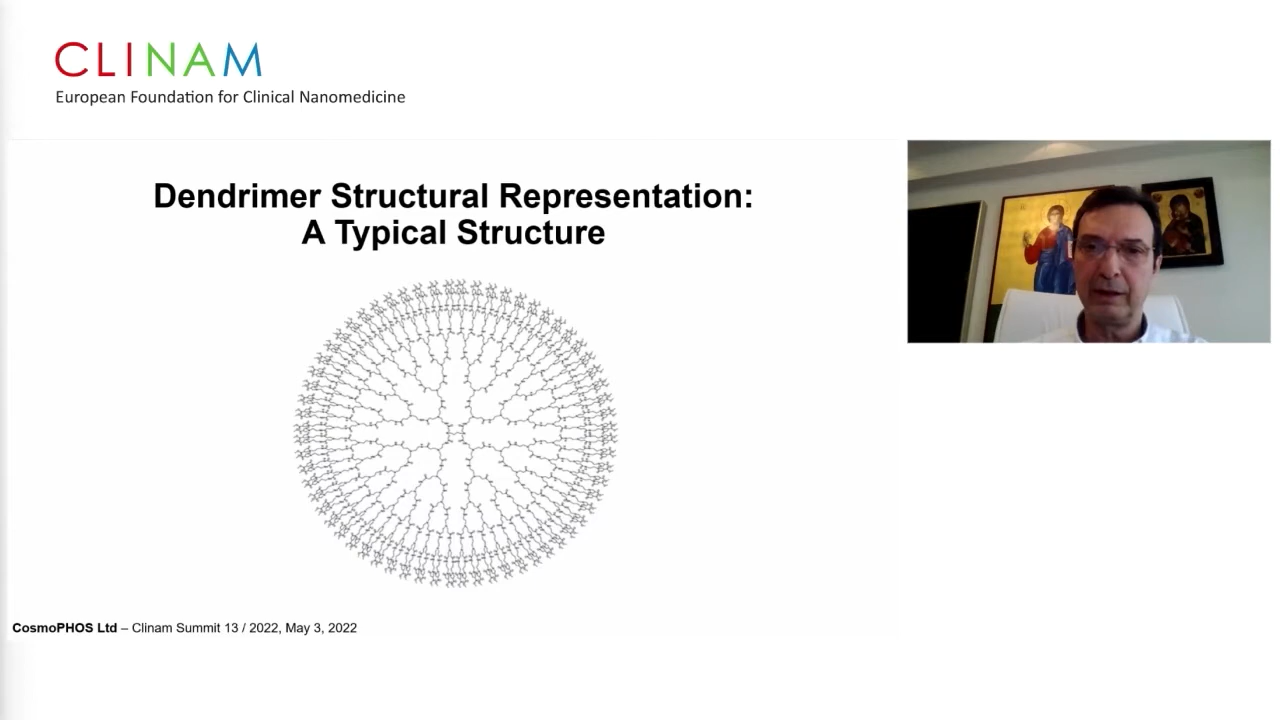 CLINAM
European Foundation for Clinical Nanomedicine
Dendrimer Structural Representation:
A Typical Structure
CosmoPHOS Ltd – Clinam Summit 13 / 2022, May 3, 2022